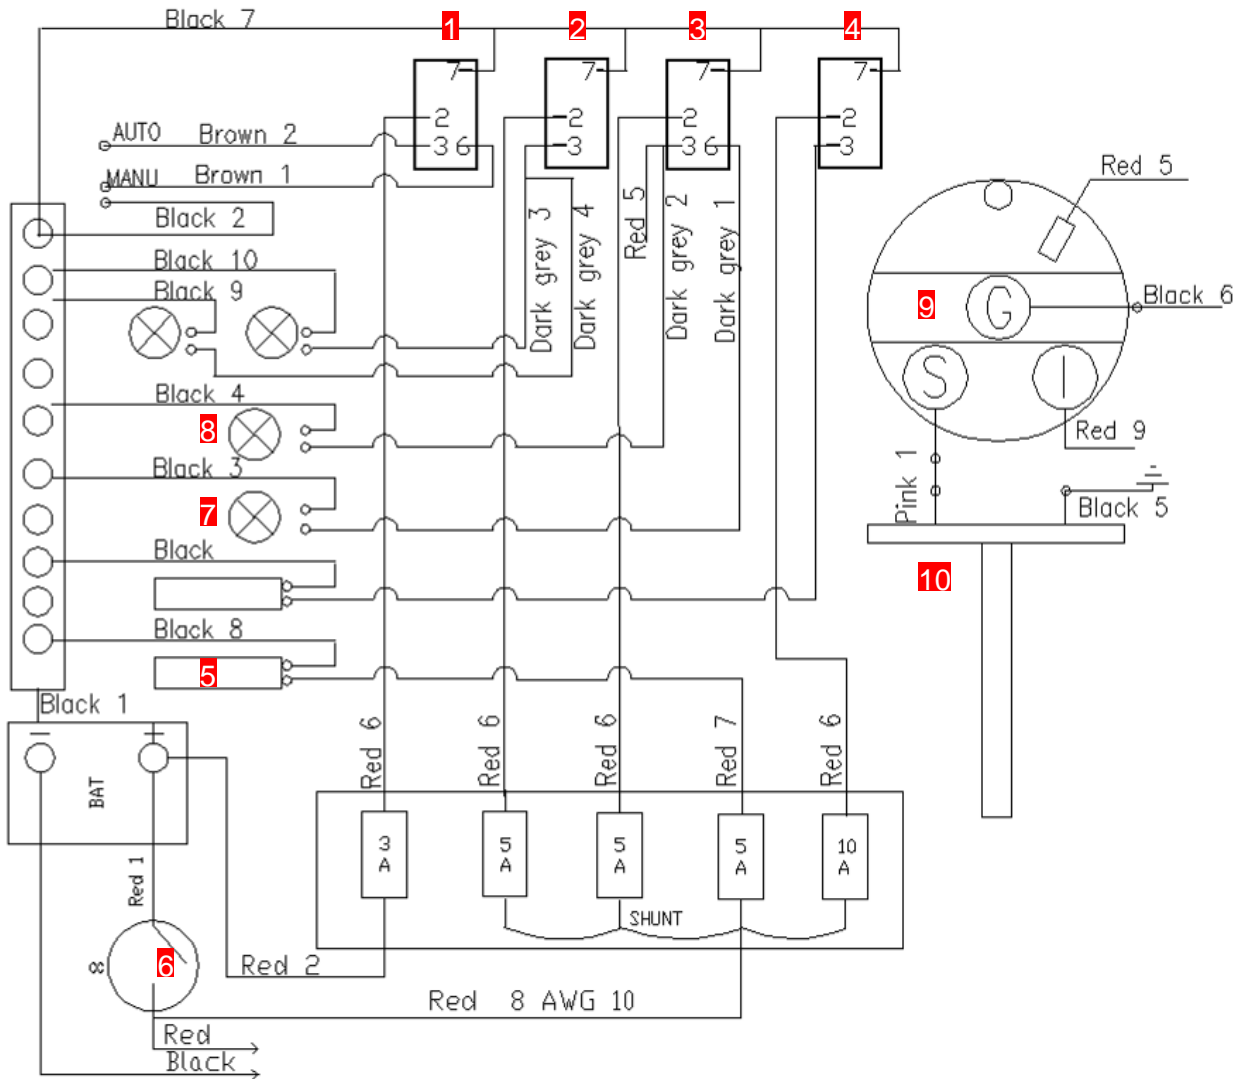 Black 7
1
2
3
4
7
7
7
7
2
2
2
2
3 6
3
3 6
3
AUTO
Brown 2
MANU
Brown 1
Black 2
Black 10
Black 9
Black 4
8
Black 3
7
Black
Black 8
5
Dark grey 3
Dark grey 4
Red 5
Dark grey 2
Dark grey 1
Red 5
9
G
Black 6
S
I
Red 9
Pink 1
Black 5
10
Black 1
–
+
BAT
Red 1
8
6
Red 2
Red 6
Red 6
Red 6
Red 7
Red 6
3
A
5
A
5
A
5
A
10
A
SHUNT
Red 8 AWG 10
Red
Black